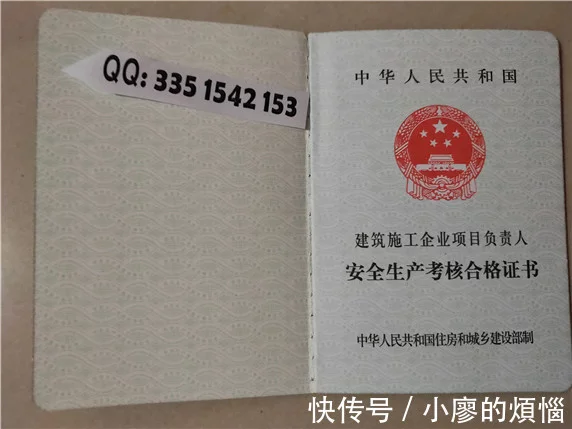 QQ: 335 1542 153
中华人民共和国
建筑施工企业项目负责人
安全生产考核合格证书
中华人民共和国住房和城乡建设部制
快传号 / 小廖的煩惱